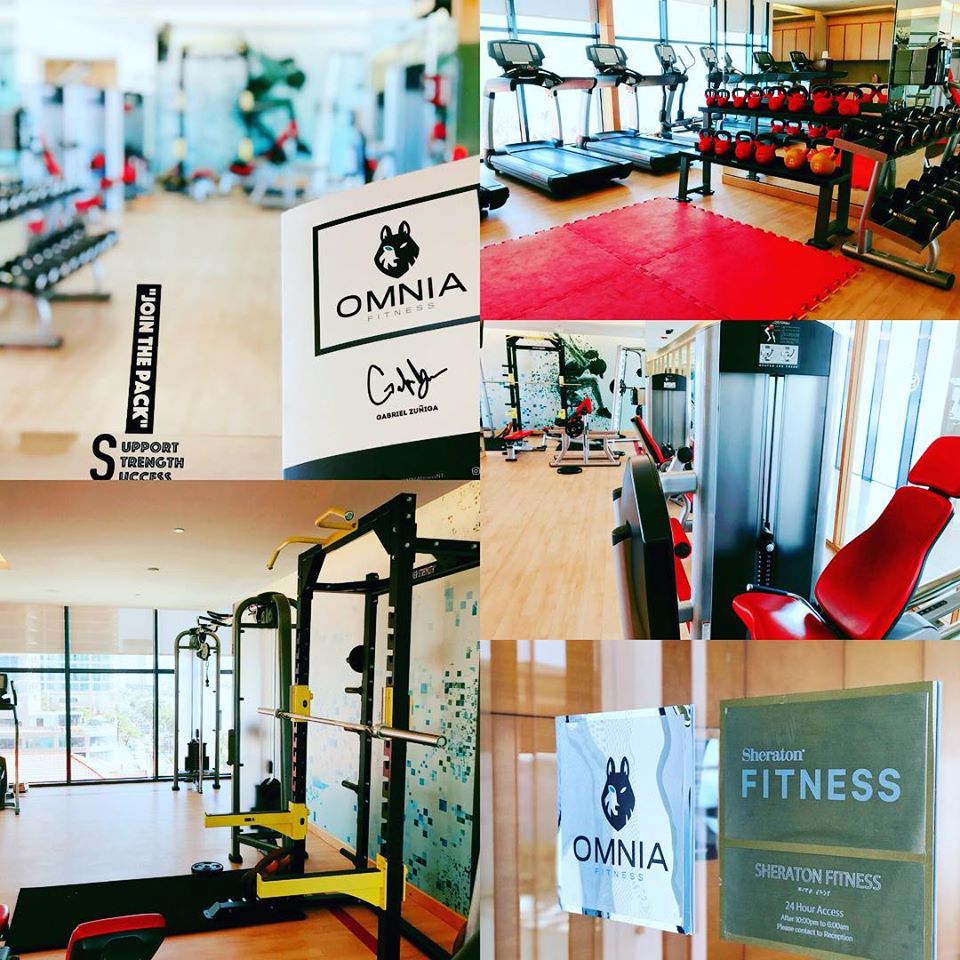 OMNIA
FITNESS
GABRIEL ZUÑIGA
"JOIN THE PACK"
SUPPORT
STRENGTH
SUCCESS
OMNIA
FITNESS
Sheraton
FITNESS
SHERATON FITNESS
24 Hour Access
After 10:00pm to 6:00am
Please contact to Reception